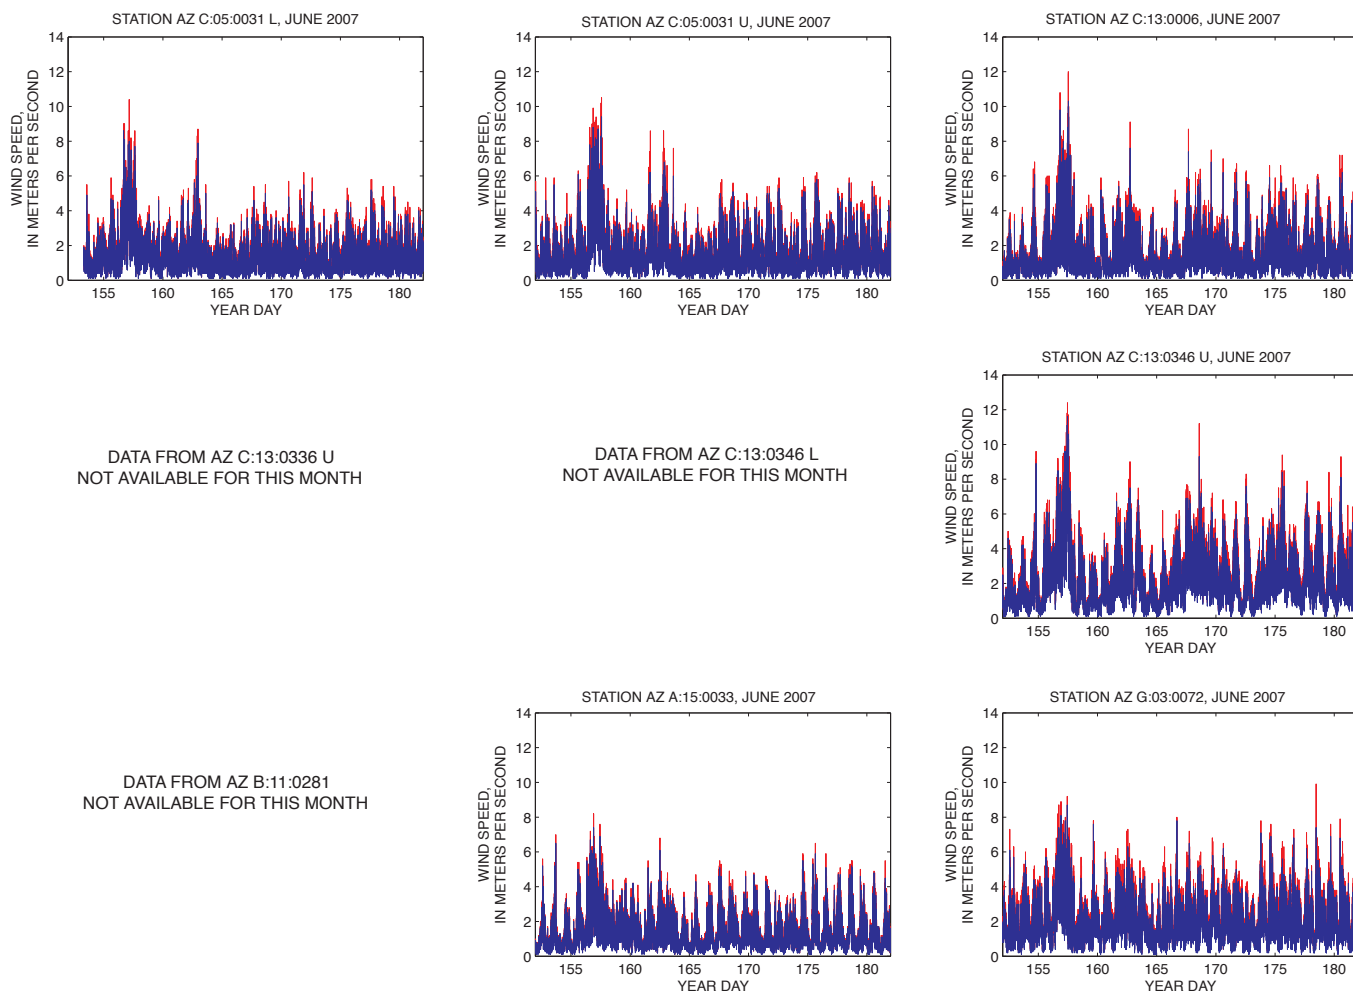 STATION AZ C:05:0031 L, JUNE 2007
WIND SPEED,
IN METERS PER SECOND
14
12
10
8
6
4
2
0
155 160 165 170 175 180
YEAR DAY
STATION AZ C:05:0031 U, JUNE 2007
WIND SPEED,
IN METERS PER SECOND
14
12
10
8
6
4
2
0
155 160 165 170 175 180
YEAR DAY
STATION AZ C:13:0006, JUNE 2007
WIND SPEED,
IN METERS PER SECOND
14
12
10
8
6
4
2
0
155 160 165 170 175 180
YEAR DAY
DATA FROM AZ C:13:0336 U
NOT AVAILABLE FOR THIS MONTH
DATA FROM AZ C:13:0346 L
NOT AVAILABLE FOR THIS MONTH
STATION AZ C:13:0346 U, JUNE 2007
WIND SPEED,
IN METERS PER SECOND
14
12
10
8
6
4
2
0
155 160 165 170 175 180
YEAR DAY
DATA FROM AZ B:11:0281
NOT AVAILABLE FOR THIS MONTH
STATION AZ A:15:0033, JUNE 2007
WIND SPEED,
IN METERS PER SECOND
14
12
10
8
6
4
2
0
155 160 165 170 175 180
YEAR DAY
STATION AZ G:03:0072, JUNE 2007
WIND SPEED,
IN METERS PER SECOND
14
12
10
8
6
4
2
0
155 160 165 170 175 180
YEAR DAY